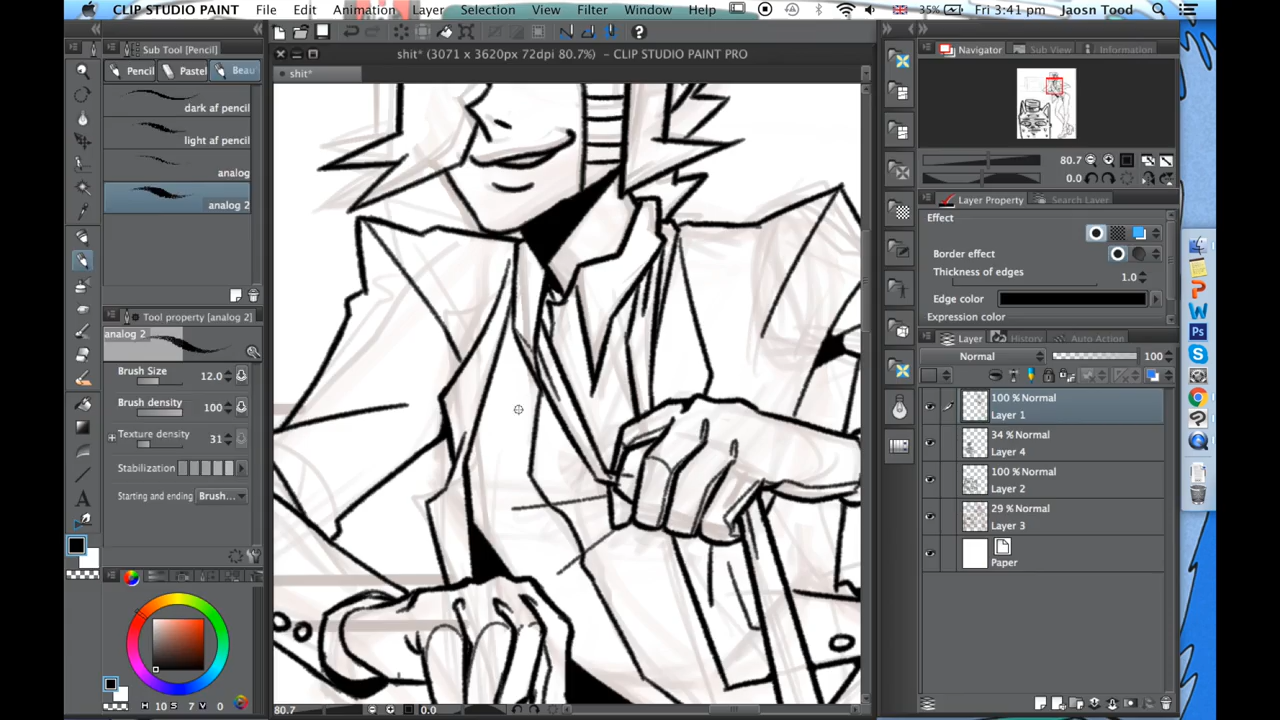 CLIP STUDIO PAINT File Edit Animation Layer Selection View Filter Window Help 35% Fri 3:41 pm Jaosn Tood
Sub Tool [Pencil]
shit* (3071 x 3620px 72dpi 80.7%) - CLIP STUDIO PAINT PRO
Navigator Sub View Information
Pencil Pastel Beau
shit*
dark af pencil
light af pencil
analog
analog 2
80.7
0.0
Layer Property Search Layer
Effect
Border effect
Thickness of edges
1.0
Edge color
Expression color
Tool property [analog 2]
analog 2
Layer History Auto Action
Normal 100
Brush Size 12.0
Brush density 100
Texture density 31
Stabilization
Starting and ending Brush...
100 % Normal
Layer 1
34 % Normal
Layer 4
100 % Normal
Layer 2
29 % Normal
Layer 3
Paper
H 10 S 7 V 0
80.7 0.0